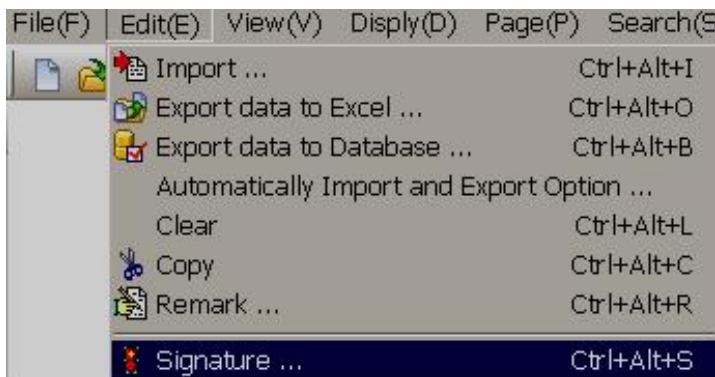 File(F) Edit(E) View(V) Disply(D) Page(P) Search(S
Import ... Ctrl+Alt+I
Export data to Excel ... Ctrl+Alt+O
Export data to Database ... Ctrl+Alt+B
Automatically Import and Export Option ...
Clear Ctrl+Alt+L
Copy Ctrl+Alt+C
Remark ... Ctrl+Alt+R
Signature ... Ctrl+Alt+S